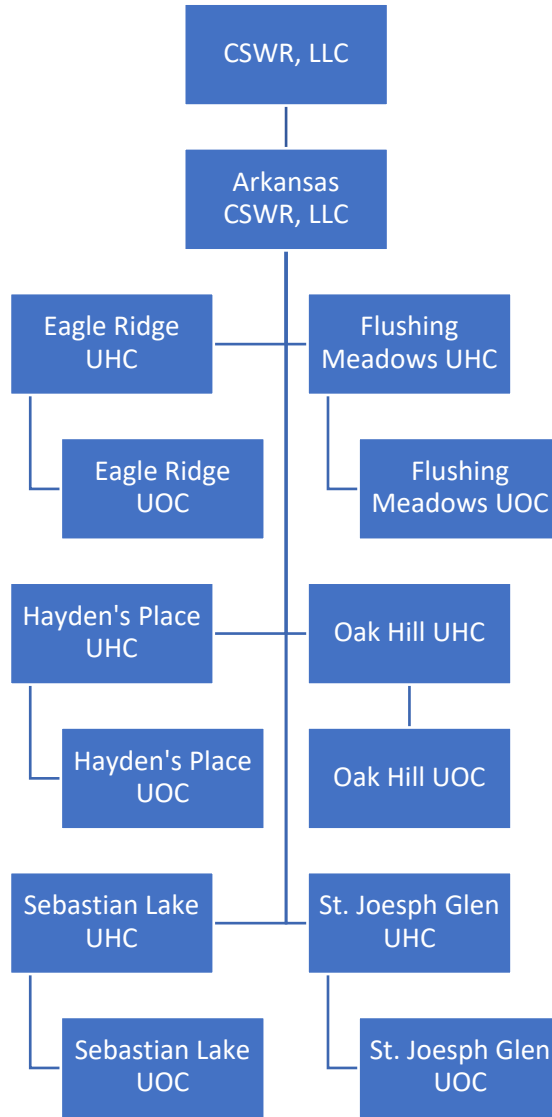 CSWR, LLC
Arkansas
CSWR, LLC
Eagle Ridge
UHC
Flushing
Meadows UHC
Eagle Ridge
UOC
Flushing
Meadows UOC
Hayden's Place
UHC
Oak Hill UHC
Hayden's Place
UOC
Oak Hill UOC
Sebastian Lake
UHC
St. Joesph Glen
UHC
Sebastian Lake
UOC
St. Joesph Glen
UOC